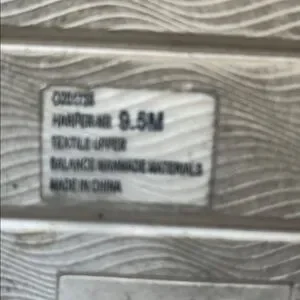 9.5M
TEXTILE UPPER
BALANCE MANMADE MATERIALS
MADE IN CHINA